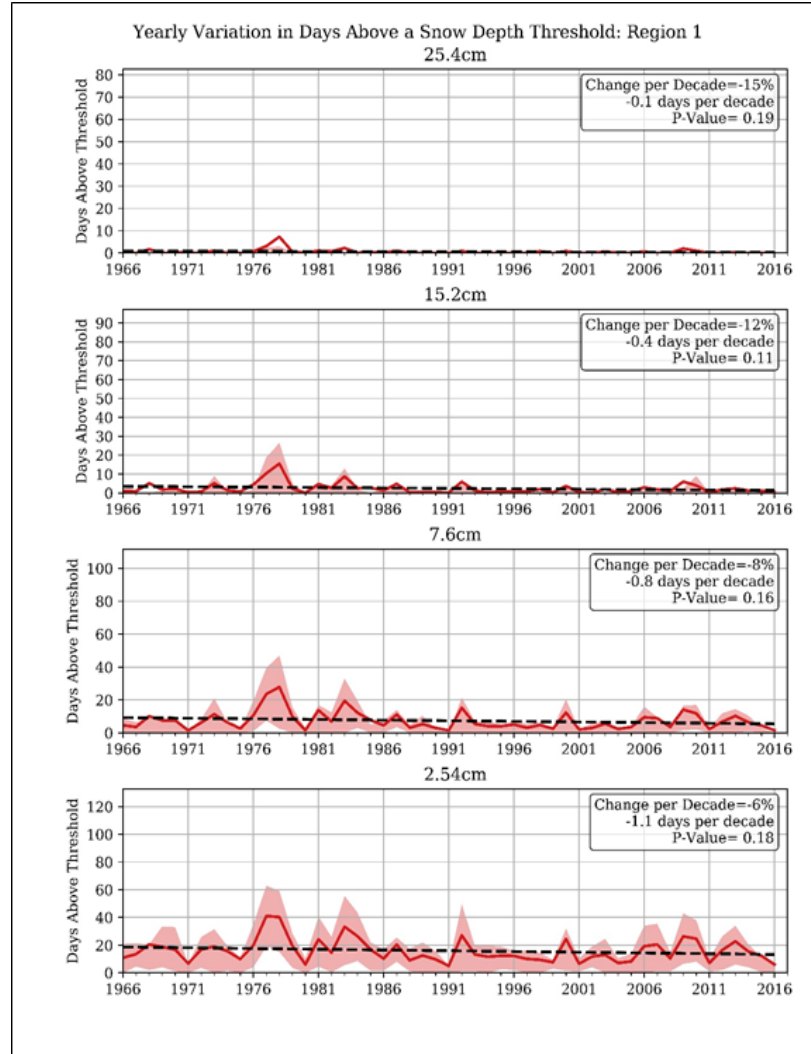 Yearly Variation in Days Above a Snow Depth Threshold: Region 1
25.4cm
Days Above Threshold
80
70
60
50
40
30
20
10
0
Change per Decade=-15%
-0.1 days per decade
P-Value= 0.19
1966 1971 1976 1981 1986 1991 1996 2001 2006 2011 2016
15.2cm
Days Above Threshold
90
80
70
60
50
40
30
20
10
0
Change per Decade=-12%
-0.4 days per decade
P-Value= 0.11
1966 1971 1976 1981 1986 1991 1996 2001 2006 2011 2016
7.6cm
Days Above Threshold
100
80
60
40
20
0
Change per Decade=-8%
-0.8 days per decade
P-Value= 0.16
1966 1971 1976 1981 1986 1991 1996 2001 2006 2011 2016
2.54cm
Days Above Threshold
120
100
80
60
40
20
0
Change per Decade=-6%
-1.1 days per decade
P-Value= 0.18
1966 1971 1976 1981 1986 1991 1996 2001 2006 2011 2016